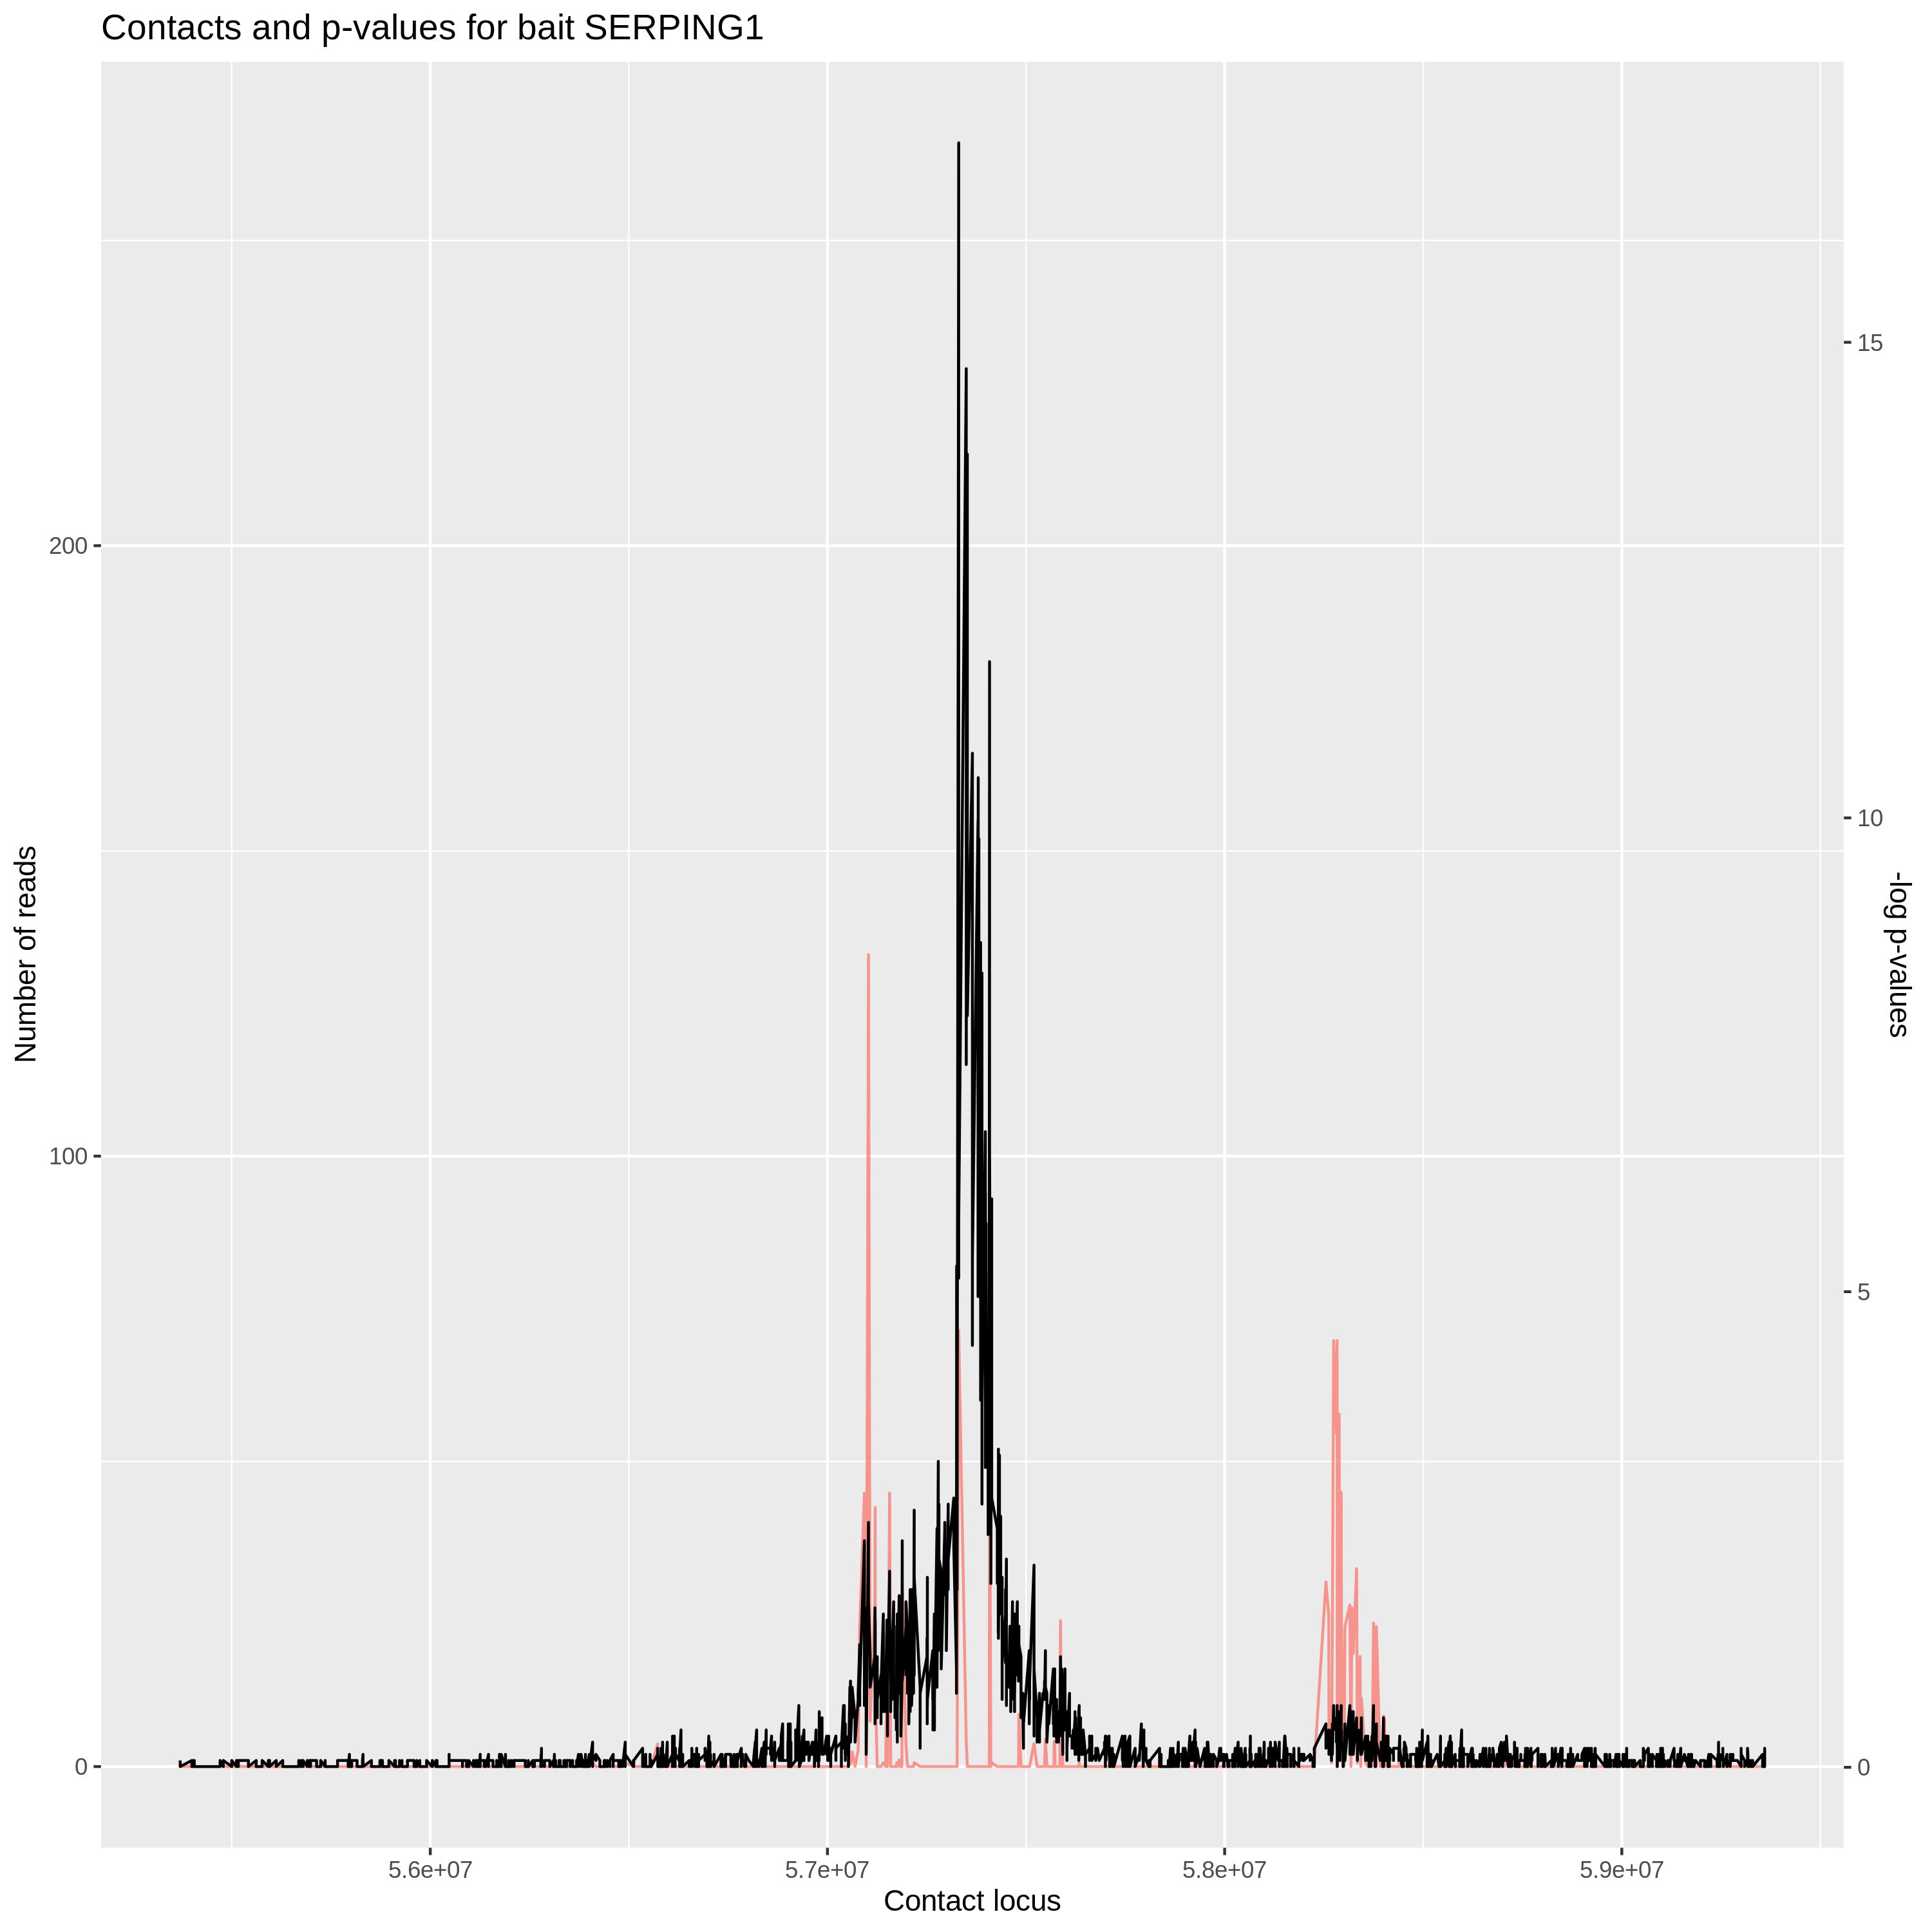 Contacts and p-values for bait SERPING1
Number of reads
200
100
0
15
10
5
0
-log p-values
5.6e+07
5.7e+07
5.8e+07
5.9e+07
Contact locus